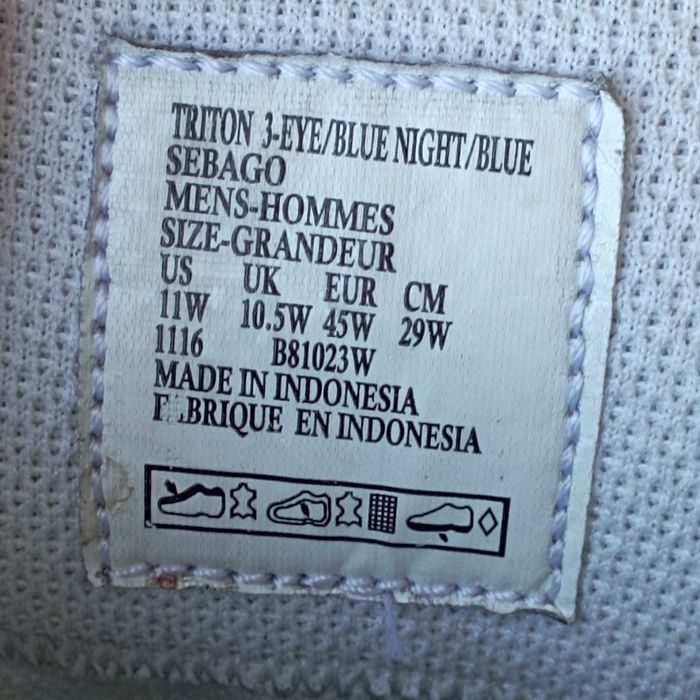 TRITON 3-EYE/BLUE NIGHT/BLUE
SEBAGO
MENS-HOMMES
SIZE-GRANDEUR
US UK EUR CM
11W 10.5W 45W 29W
1116 B81023W
MADE IN INDONESIA
FABRIQUE EN INDONESIA